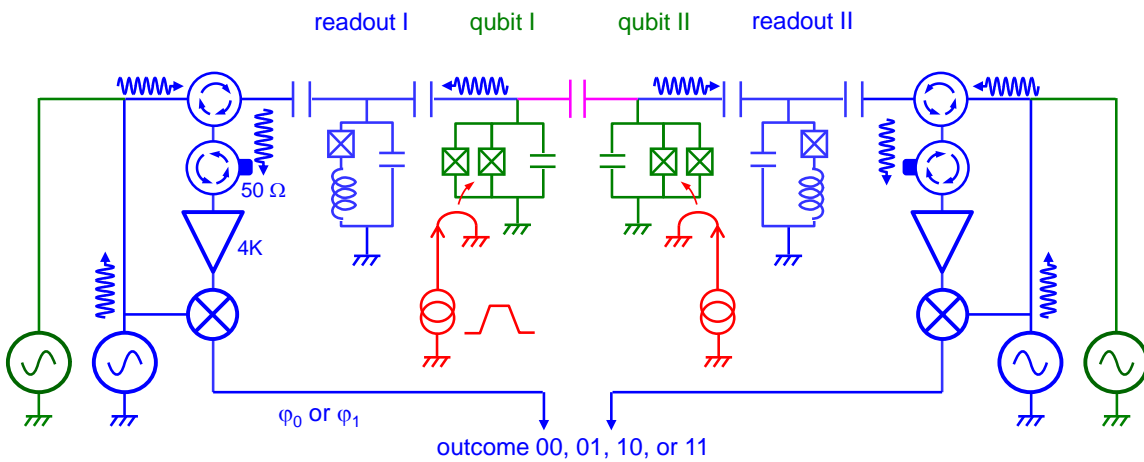 readout I
qubit I
qubit II
readout II
50 Ω
4K
φ₀ or φ₁
outcome 00, 01, 10, or 11